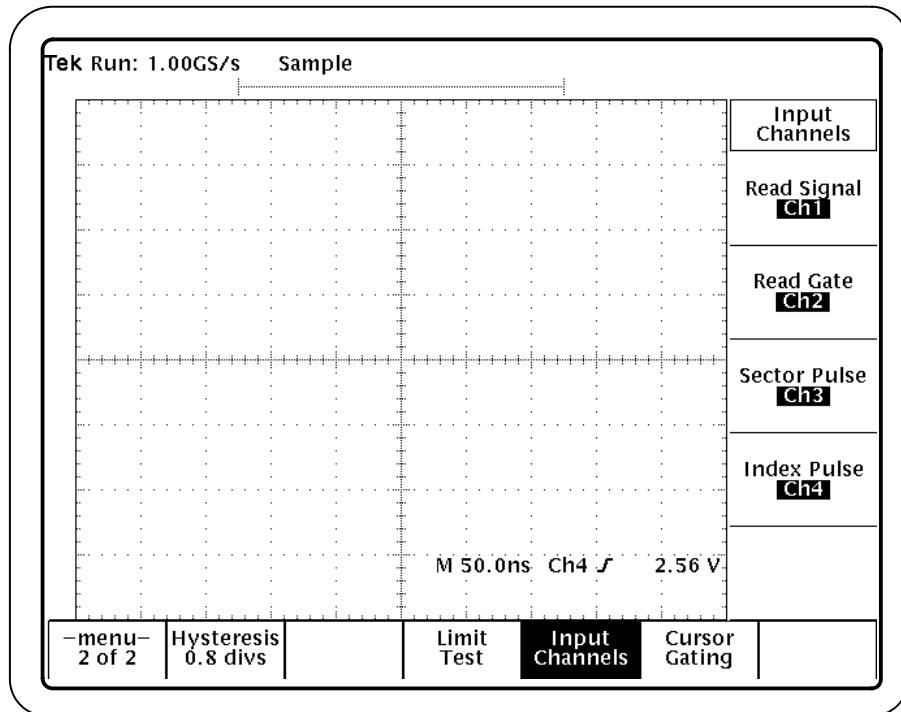 Tek Run: 1.00GS/s Sample
Input
Channels
Read Signal
Ch1
Read Gate
Ch2
Sector Pulse
Ch3
Index Pulse
Ch4
M 50.0ns Ch4 ƒ 2.56 V
-menu-
2 of 2
Hysteresis
0.8 divs
Limit
Test
Input
Channels
Cursor
Gating